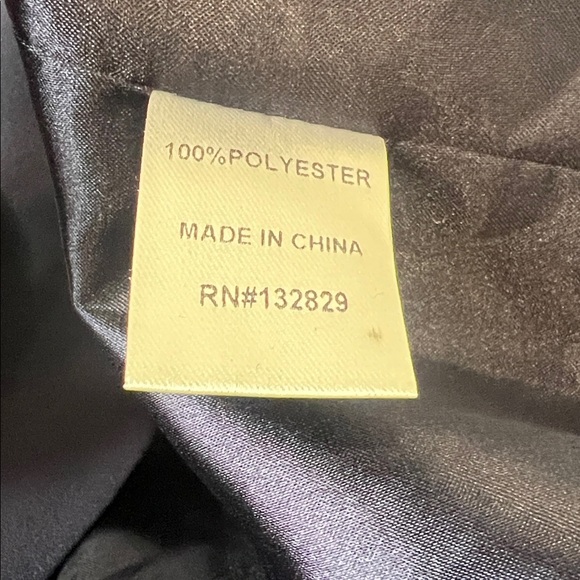 100%POLYESTER
MADE IN CHINA
RN#132829